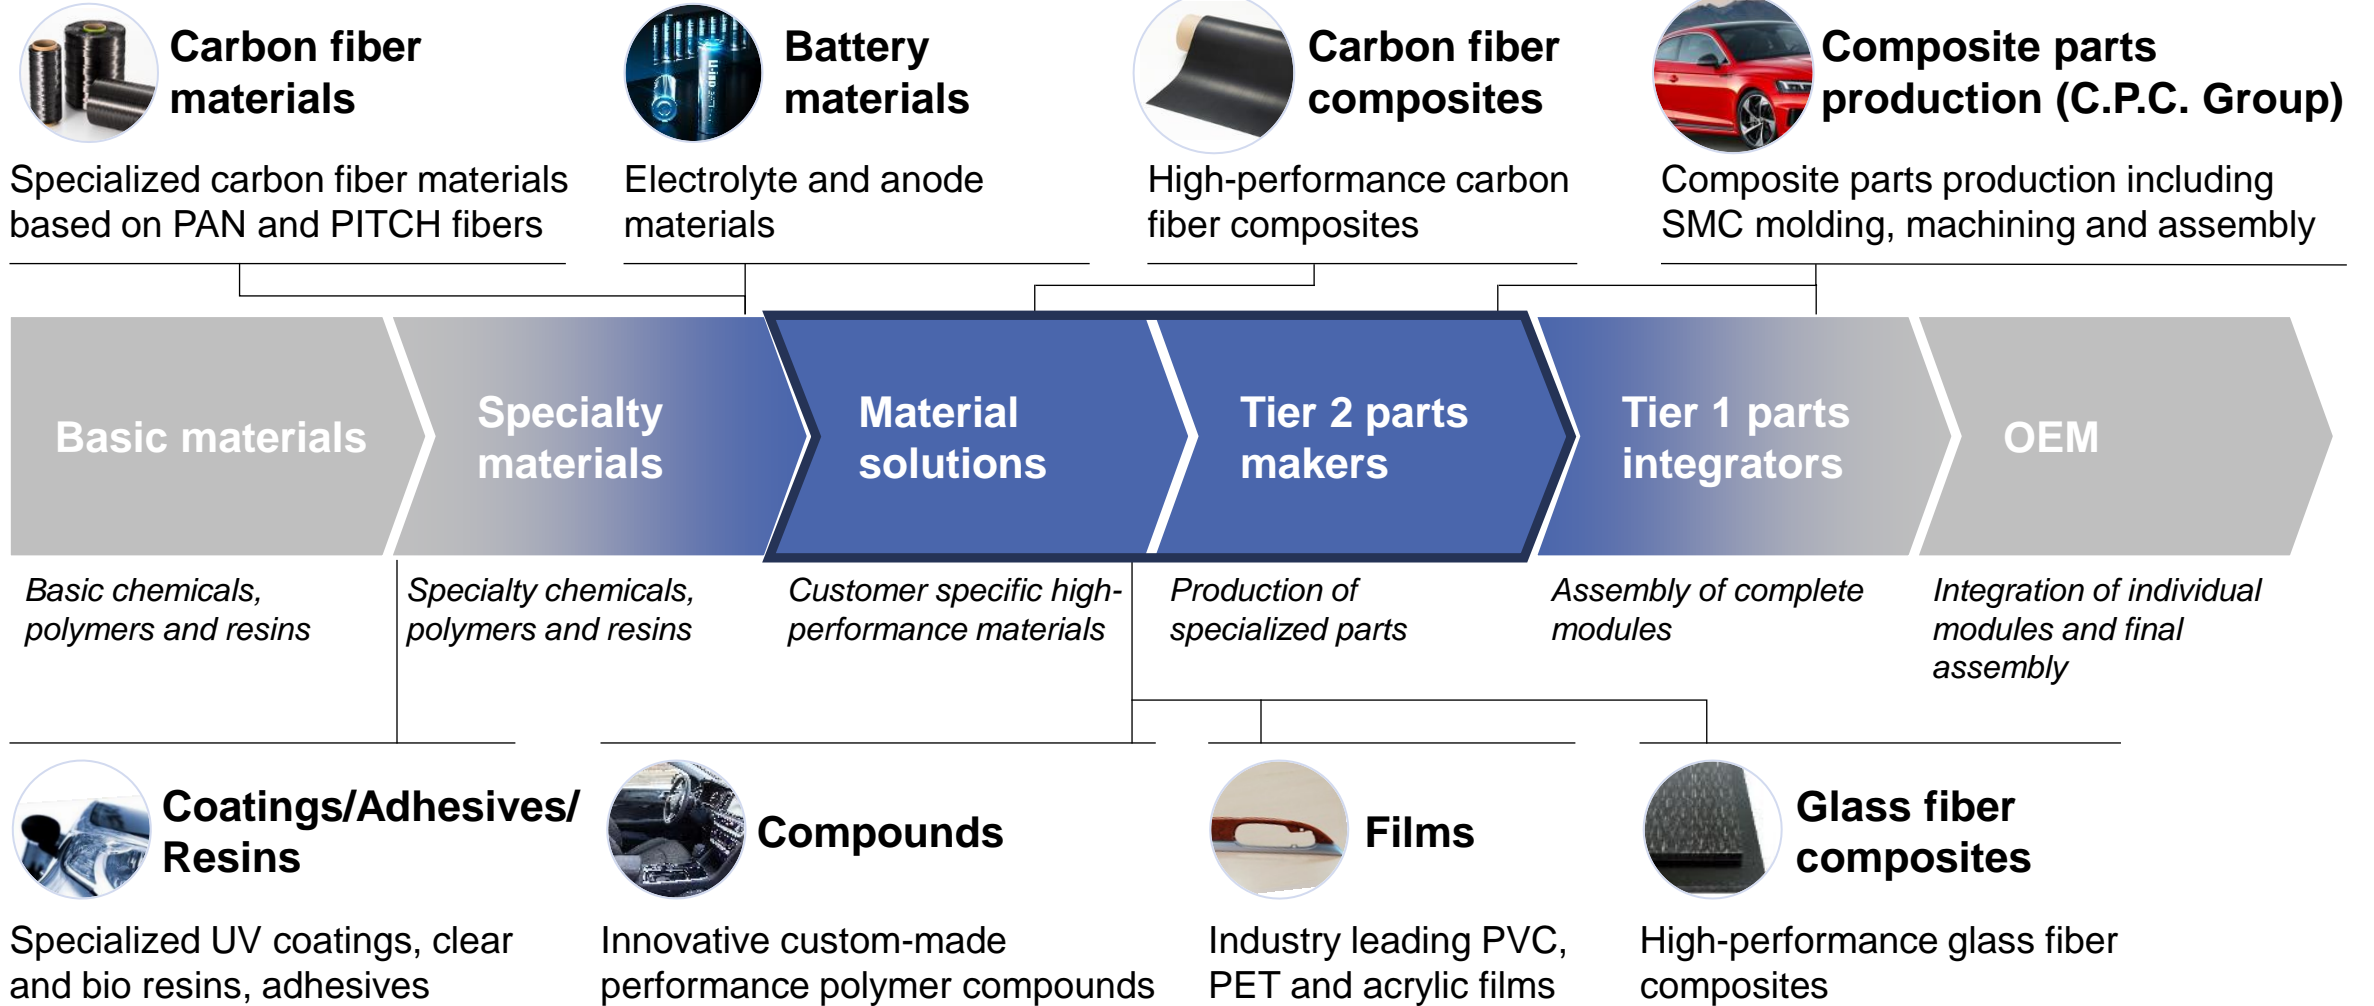 Carbon fiber
materials
Specialized carbon fiber materials
based on PAN and PITCH fibers
Battery
materials
Electrolyte and anode
materials
Carbon fiber
composites
High-performance carbon
fiber composites
Composite parts
production (C.P.C. Group)
Composite parts production including
SMC molding, machining and assembly
Basic materials
Specialty
materials
Material
solutions
Tier 2 parts
makers
Tier 1 parts
integrators
OEM
Basic chemicals,
polymers and resins
Specialty chemicals,
polymers and resins
Customer specific high-
performance materials
Production of
specialized parts
Assembly of complete
modules
Integration of individual
modules and final
assembly
Coatings/Adhesives/
Resins
Specialized UV coatings, clear
and bio resins, adhesives
Compounds
Innovative custom-made
performance polymer compounds
Films
Industry leading PVC,
PET and acrylic films
Glass fiber
composites
High-performance glass fiber
composites